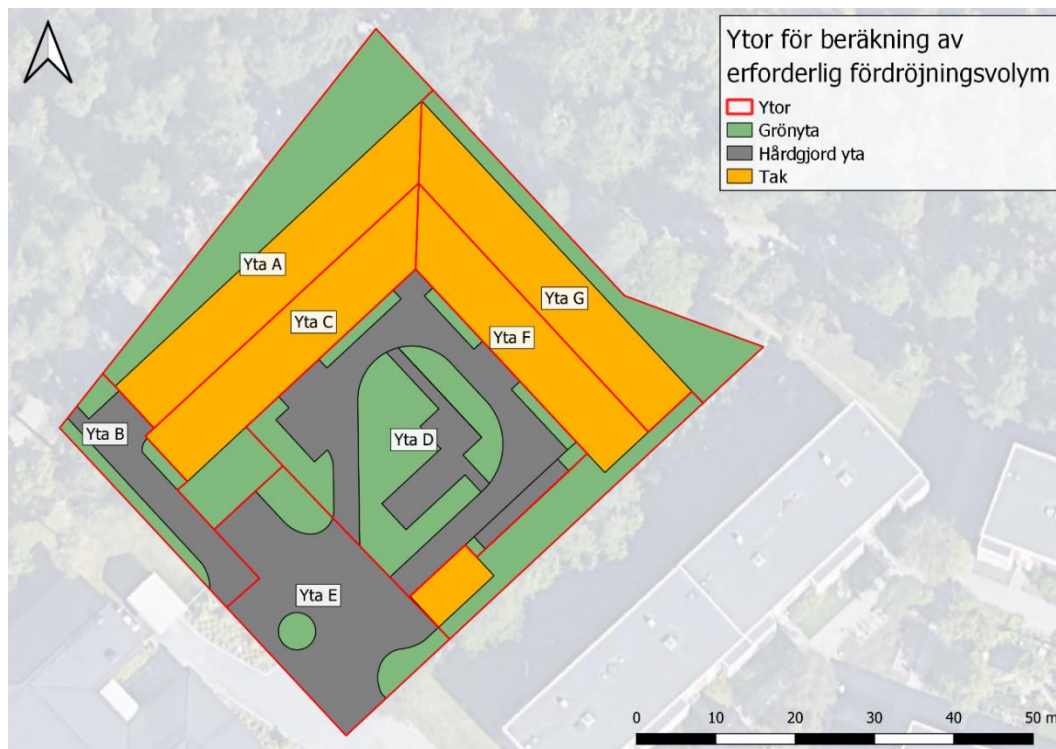 Ytor för beräkning av
erforderlig fördröjningsvolym
Ytor
Grönyta
Hårdgjord yta
Tak
Yta A
Yta G
Yta C
Yta F
Yta B
Yta D
Yta E
0 10 20 30 40 50 m